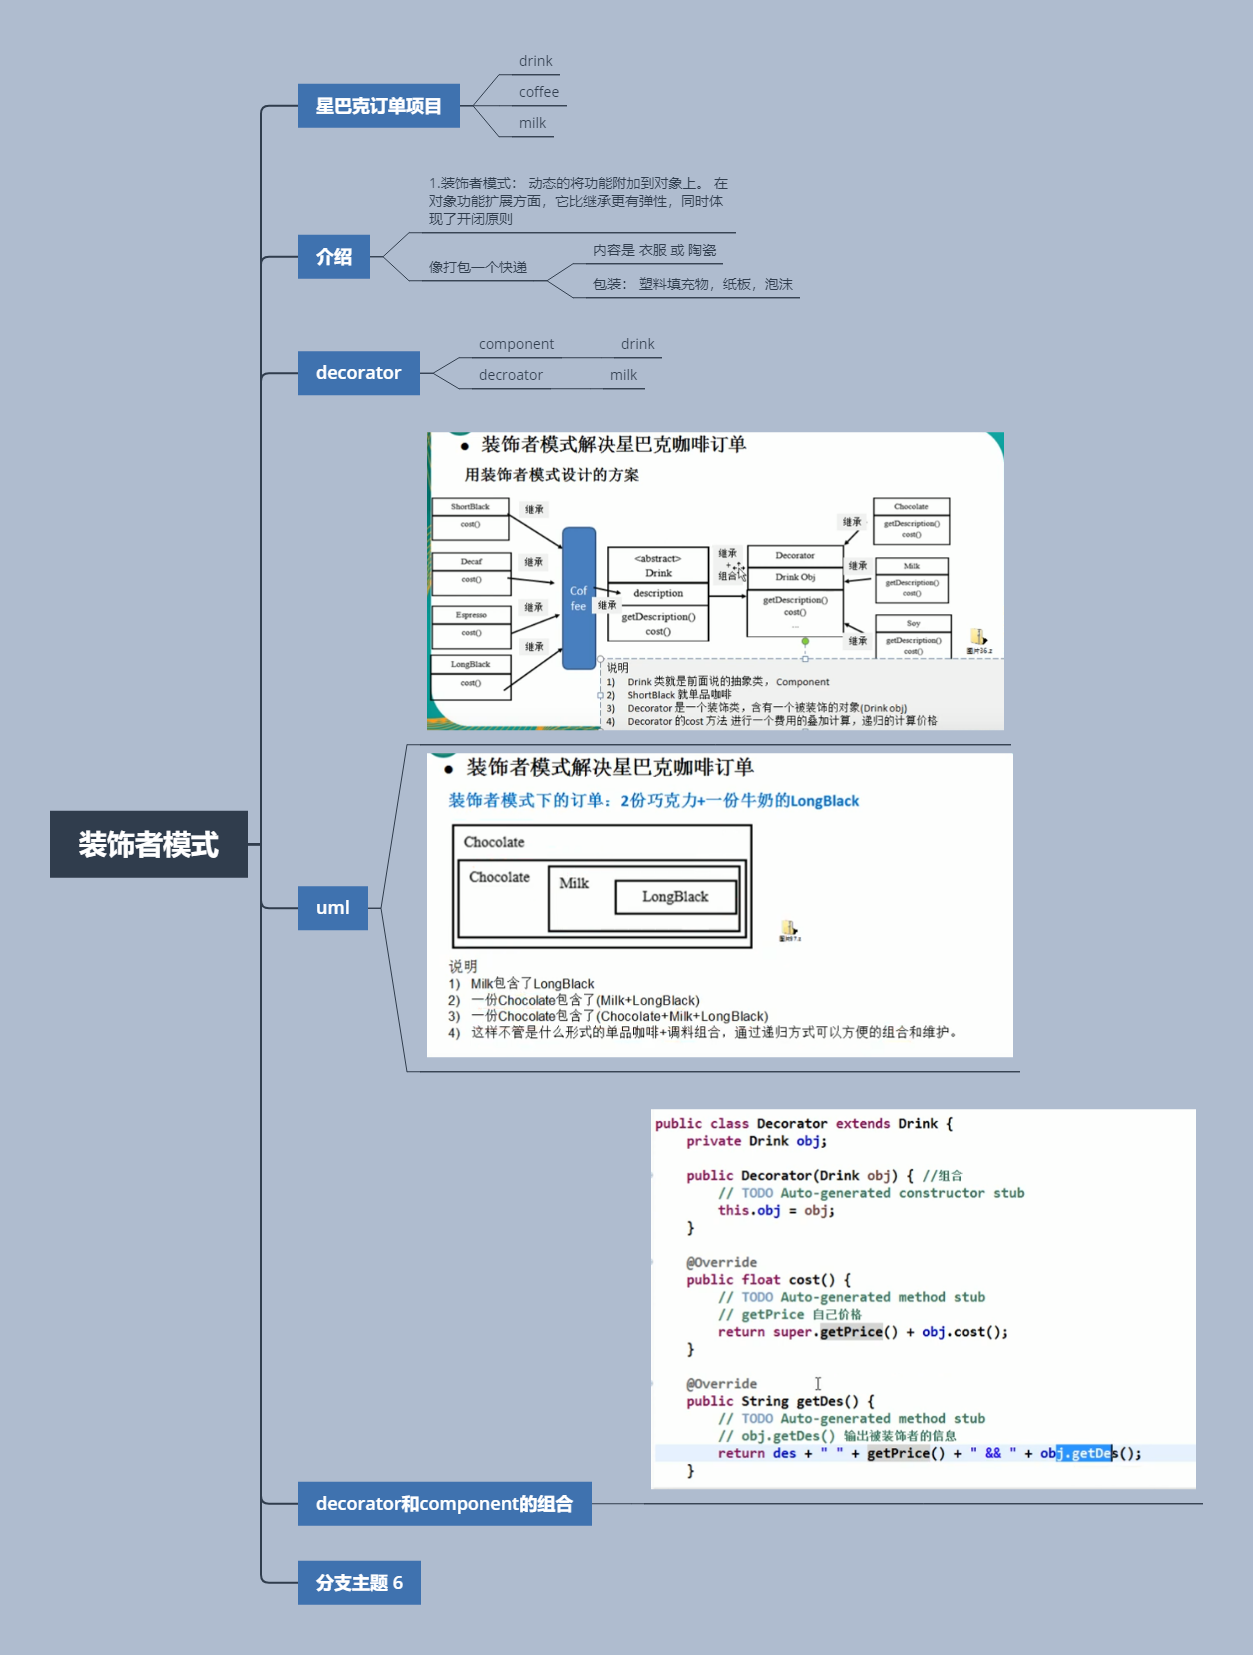 星巴克订单项目
drink
coffee
milk
介绍
1.装饰者模式： 动态的将功能附加到对象上。 在
对象功能扩展方面，它比继承更有弹性，同时体
现了开闭原则
像打包一个快递
内容是 衣服 或 陶瓷
包装： 塑料填充物，纸板，泡沫
decorator
component
drink
decroator
milk
装饰者模式
uml
● 装饰者模式解决星巴克咖啡订单
用装饰者模式设计的方案
ShortBlack
cost()
继承
Decaf
cost()
继承
Espresso
cost()
继承
LongBlack
cost()
继承
Cof
fee
继承
<abstract>
Drink
description
getDescription()
cost()
继承
+
组合
Decorator
Drink Obj
getDescription()
cost()
...
继承
Chocolate
getDescription()
cost()
继承
Milk
getDescription()
cost()
继承
Soy
getDescription()
cost()
说明
1) Drink 类就是前面说的抽象类， Component
2) ShortBlack 就单品咖啡
3) Decorator 是一个装饰类，含有一个被装饰的对象(Drink obj)
4) Decorator 的cost 方法 进行一个费用的叠加计算，递归的计算价格
● 装饰者模式解决星巴克咖啡订单
装饰者模式下的订单：2份巧克力+一份牛奶的LongBlack
Chocolate
Chocolate
Milk
LongBlack
说明
1) Milk包含了LongBlack
2) 一份Chocolate包含了(Milk+LongBlack)
3) 一份Chocolate包含了(Chocolate+Milk+LongBlack)
4) 这样不管是什么形式的单品咖啡+调料组合，通过递归方式可以方便的组合和维护。
decorator和component的组合
public class Decorator extends Drink {
private Drink obj;
public Decorator(Drink obj) { //组合
// TODO Auto-generated constructor stub
this.obj = obj;
}
@Override
public float cost() {
// TODO Auto-generated method stub
// getPrice 自己价格
return super.getPrice() + obj.cost();
}
@Override
public String getDes() {
// TODO Auto-generated method stub
// obj.getDes() 输出被装饰者的信息
return des + " " + getPrice() + " && " + obj.getDes();
}
分支主题 6